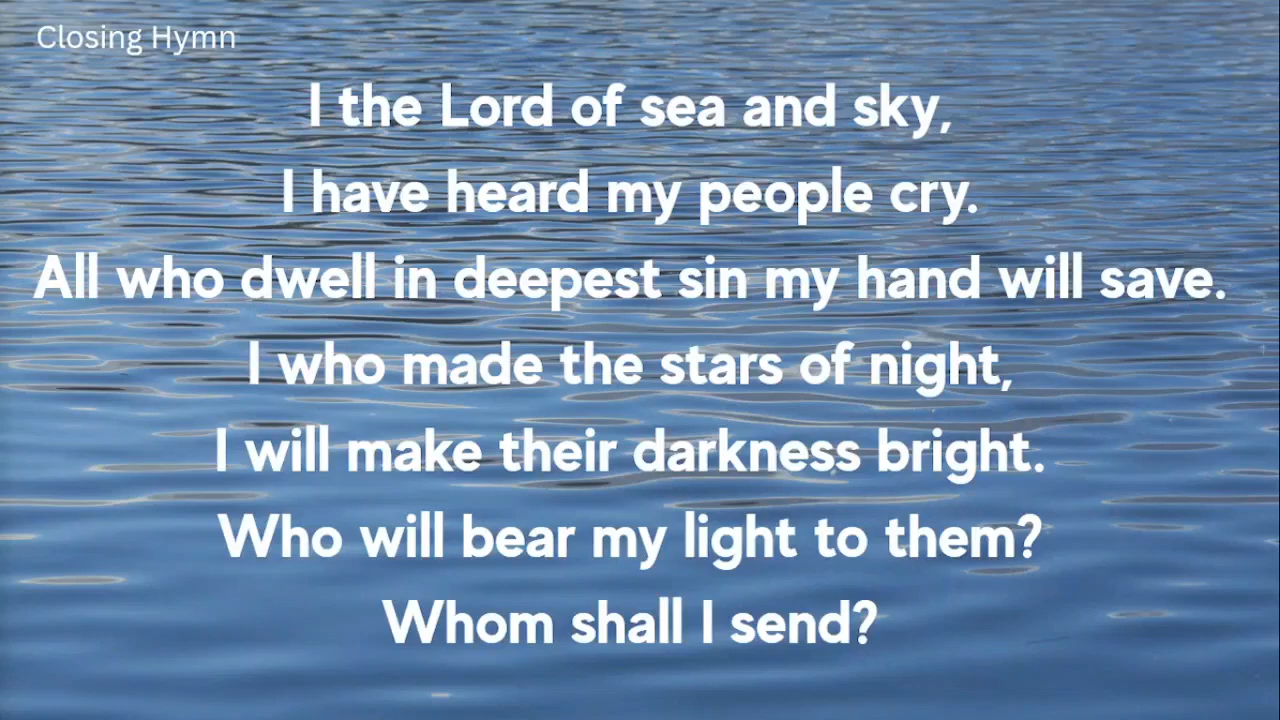 Closing Hymn
I the Lord of sea and sky,
I have heard my people cry.
All who dwell in deepest sin my hand will save.
I who made the stars of night,
I will make their darkness bright.
Who will bear my light to them?
Whom shall I send?